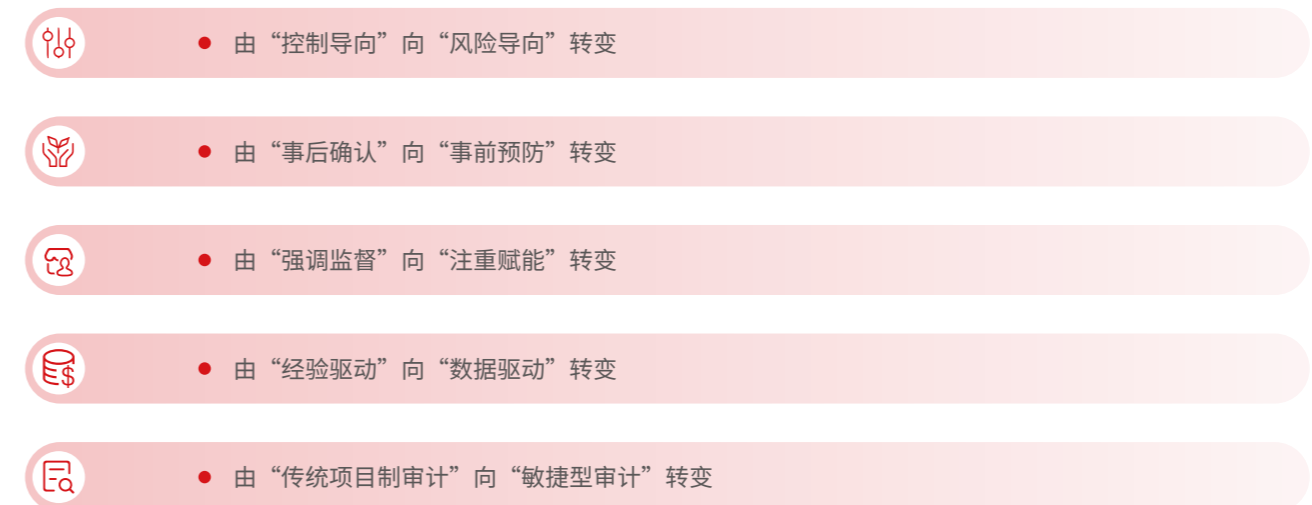 ● 由“控制导向”向“风险导向”转变
● 由“事后确认”向“事前预防”转变
● 由“强调监督”向“注重赋能”转变
● 由“经验驱动”向“数据驱动”转变
● 由“传统项目制审计”向“敏捷型审计”转变